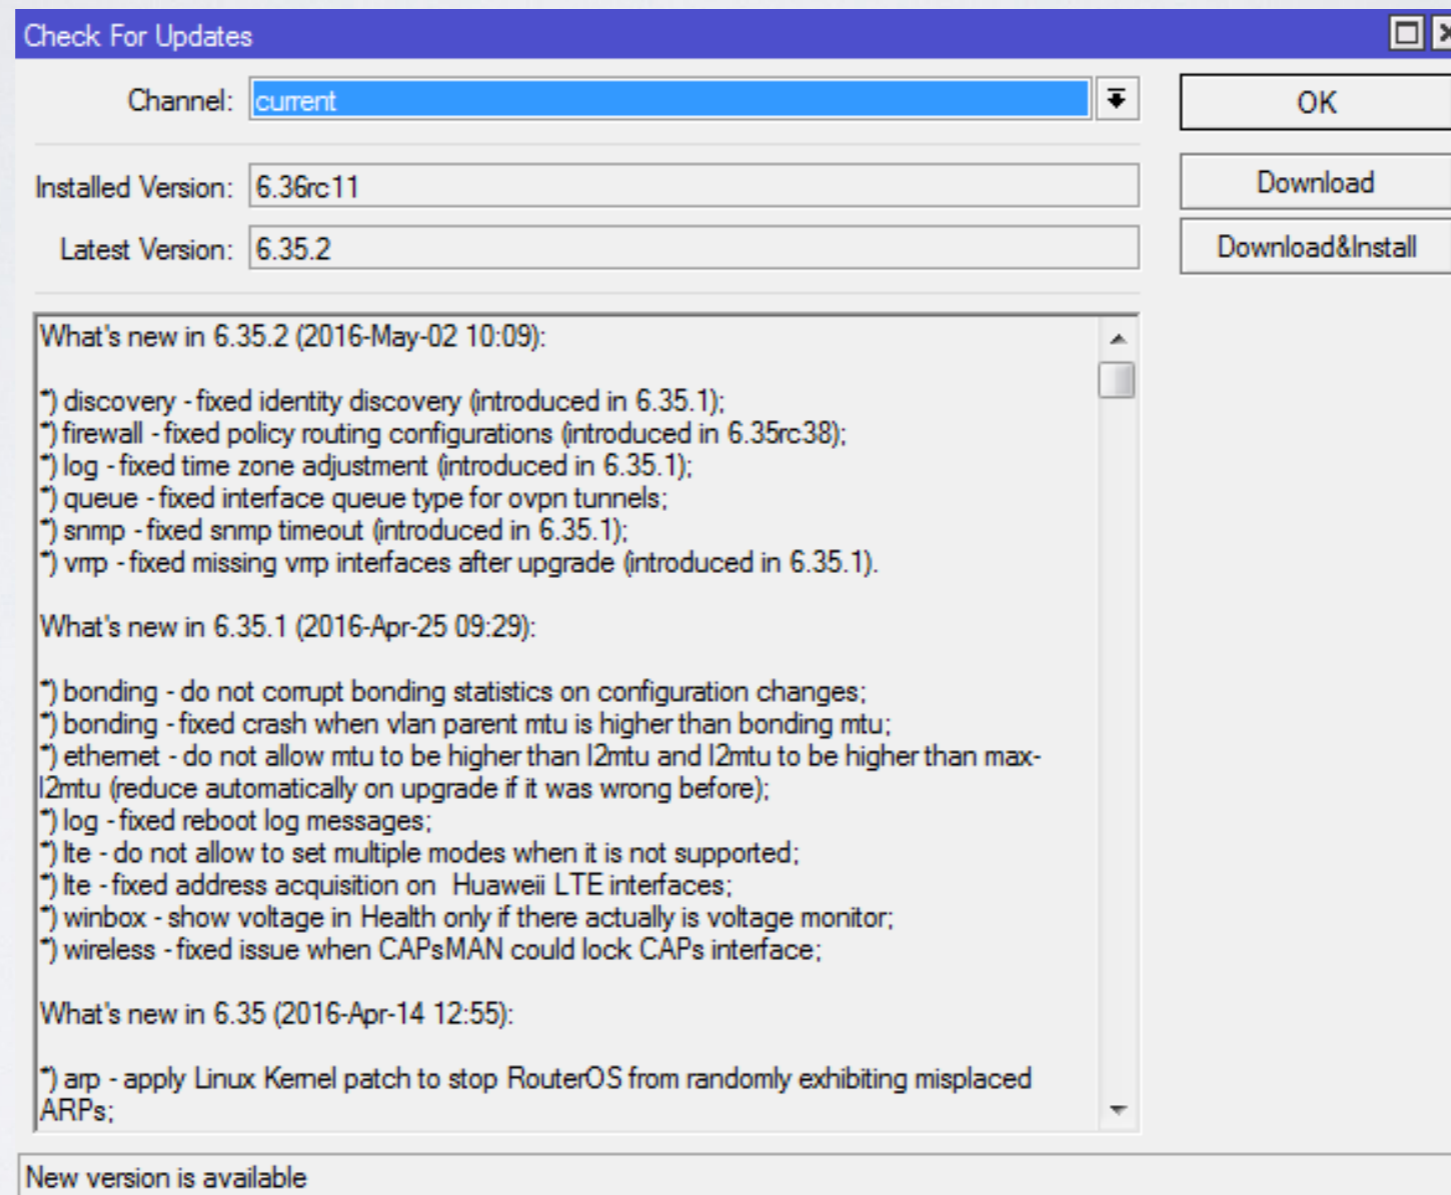 Check For Updates
Channel: current
OK
Installed Version: 6.36rc11
Download
Latest Version: 6.35.2
Download&Install
What's new in 6.35.2 (2016-May-02 10:09):
*) discovery - fixed identity discovery (introduced in 6.35.1);
*) firewall - fixed policy routing configurations (introduced in 6.35rc38);
*) log - fixed time zone adjustment (introduced in 6.35.1);
*) queue - fixed interface queue type for ovpn tunnels;
*) snmp - fixed snmp timeout (introduced in 6.35.1);
*) vrrp - fixed missing vrrp interfaces after upgrade (introduced in 6.35.1).
What's new in 6.35.1 (2016-Apr-25 09:29):
*) bonding - do not corrupt bonding statistics on configuration changes;
*) bonding - fixed crash when vlan parent mtu is higher than bonding mtu;
*) ethernet - do not allow mtu to be higher than l2mtu and l2mtu to be higher than max-
l2mtu (reduce automatically on upgrade if it was wrong before);
*) log - fixed reboot log messages;
*) lte - do not allow to set multiple modes when it is not supported;
*) lte - fixed address acquisition on  Huaweii LTE interfaces;
*) winbox - show voltage in Health only if there actually is voltage monitor;
*) wireless - fixed issue when CAPsMAN could lock CAPs interface;
What's new in 6.35 (2016-Apr-14 12:55):
*) arp - apply Linux Kernel patch to stop RouterOS from randomly exhibiting misplaced
ARPs;
New version is available